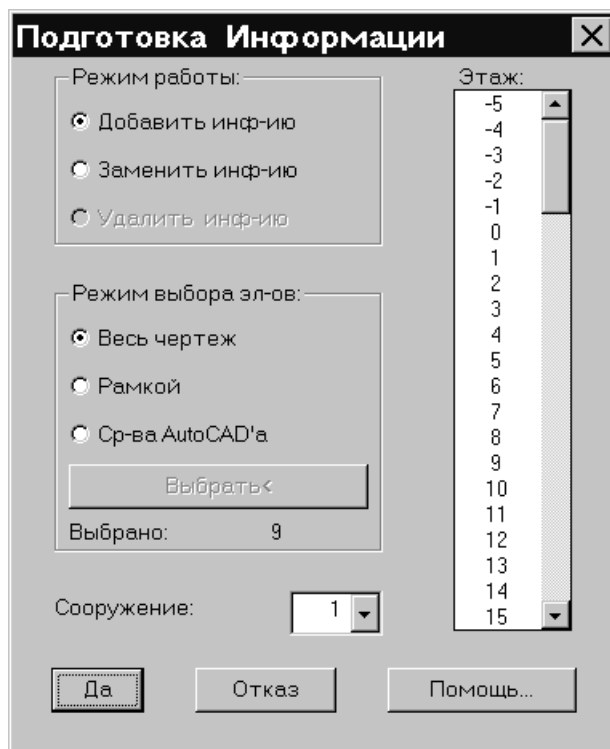 Подготовка Информации
Режим работы:
Добавить инф-ию
Заменить инф-ию
Удалить инф-ию
Режим выбора эл-ов:
Весь чертеж
Рамкой
Ср-ва AutoCAD'а
Выбрать<
Выбрано: 9
Сооружение: 1
Этаж:
-5
-4
-3
-2
-1
0
1
2
3
4
5
6
7
8
9
10
11
12
13
14
15
Да Отказ Помощь...